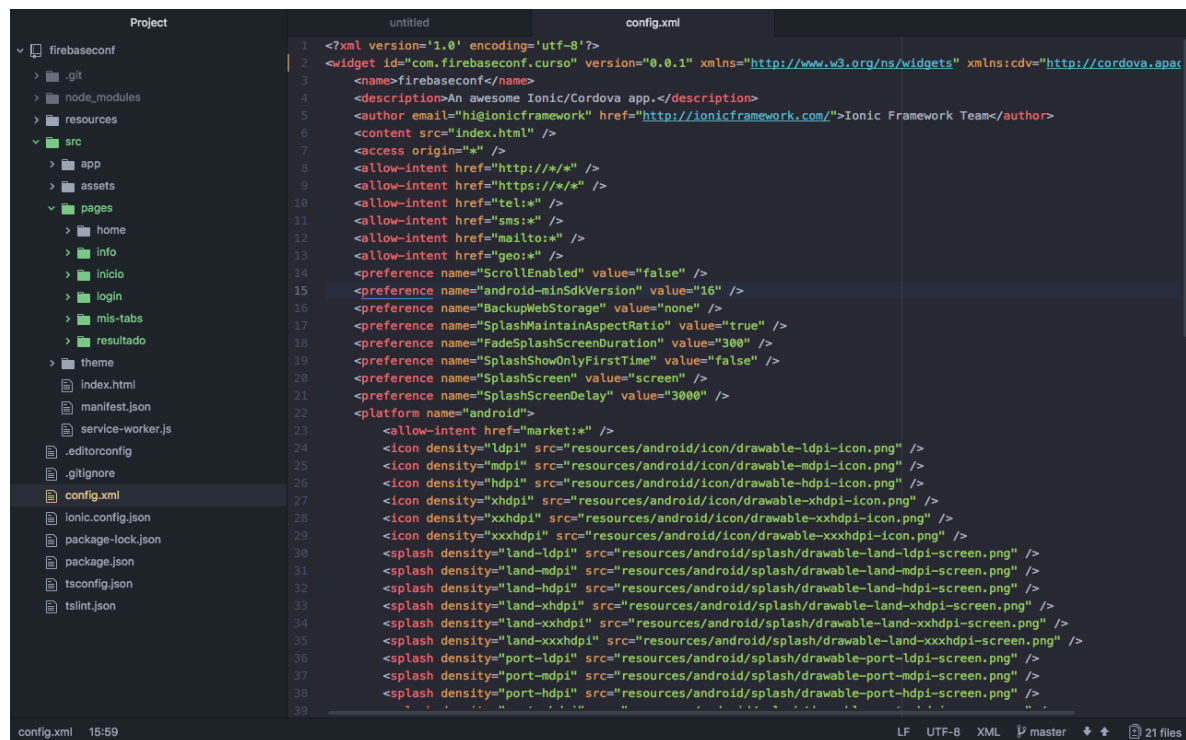 Project
firebaseconf
.git
node_modules
resources
src
app
assets
pages
home
info
inicio
login
mis-tabs
resultado
theme
index.html
manifest.json
service-worker.js
.editorconfig
.gitignore
config.xml
ionic.config.json
package-lock.json
package.json
tsconfig.json
tslint.json
untitled
config.xml
1 <?xml version='1.0' encoding='utf-8'?>
2 <widget id="com.firebaseconf.curso" version="0.0.1" xmlns="http://www.w3.org/ns/widgets" xmlns:cdv="http://cordova.apac
3 <name>firebaseconf</name>
4 <description>An awesome Ionic/Cordova app.</description>
5 <author email="hi@ionicframework" href="http://ionicframework.com/">Ionic Framework Team</author>
6 <content src="index.html" />
7 <access origin="*" />
8 <allow-intent href="http://*/*" />
9 <allow-intent href="https://*/*" />
10 <allow-intent href="tel:*" />
11 <allow-intent href="sms:*" />
12 <allow-intent href="mailto:*" />
13 <allow-intent href="geo:*" />
14 <preference name="ScrollEnabled" value="false" />
15 <preference name="android-minSdkVersion" value="16" />
16 <preference name="BackupWebStorage" value="none" />
17 <preference name="SplashMaintainAspectRatio" value="true" />
18 <preference name="FadeSplashScreenDuration" value="300" />
19 <preference name="SplashShowOnlyFirstTime" value="false" />
20 <preference name="SplashScreen" value="screen" />
21 <preference name="SplashScreenDelay" value="3000" />
22 <platform name="android">
23 <allow-intent href="market:*" />
24 <icon density="ldpi" src="resources/android/icon/drawable-ldpi-icon.png" />
25 <icon density="mdpi" src="resources/android/icon/drawable-mdpi-icon.png" />
26 <icon density="hdpi" src="resources/android/icon/drawable-hdpi-icon.png" />
27 <icon density="xhdpi" src="resources/android/icon/drawable-xhdpi-icon.png" />
28 <icon density="xxhdpi" src="resources/android/icon/drawable-xxhdpi-icon.png" />
29 <icon density="xxxhdpi" src="resources/android/icon/drawable-xxxhdpi-icon.png" />
30 <splash density="land-ldpi" src="resources/android/splash/drawable-land-ldpi-screen.png" />
31 <splash density="land-mdpi" src="resources/android/splash/drawable-land-mdpi-screen.png" />
32 <splash density="land-hdpi" src="resources/android/splash/drawable-land-hdpi-screen.png" />
33 <splash density="land-xhdpi" src="resources/android/splash/drawable-land-xhdpi-screen.png" />
34 <splash density="land-xxhdpi" src="resources/android/splash/drawable-land-xxhdpi-screen.png" />
35 <splash density="land-xxxhdpi" src="resources/android/splash/drawable-land-xxxhdpi-screen.png" />
36 <splash density="port-ldpi" src="resources/android/splash/drawable-port-ldpi-screen.png" />
37 <splash density="port-mdpi" src="resources/android/splash/drawable-port-mdpi-screen.png" />
38 <splash density="port-hdpi" src="resources/android/splash/drawable-port-hdpi-screen.png" />
39
config.xml 15:59 LF UTF-8 XML master 21 files